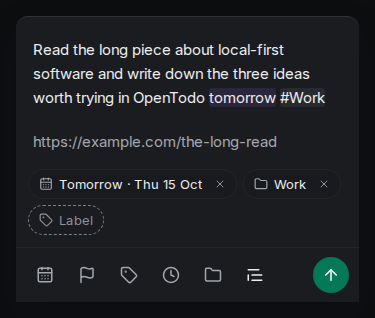 Read the long piece about local-first
software and write down the three ideas
worth trying in OpenTodo tomorrow #Work
https://example.com/the-long-read
Tomorrow · Thu 15 Oct
Work
Label